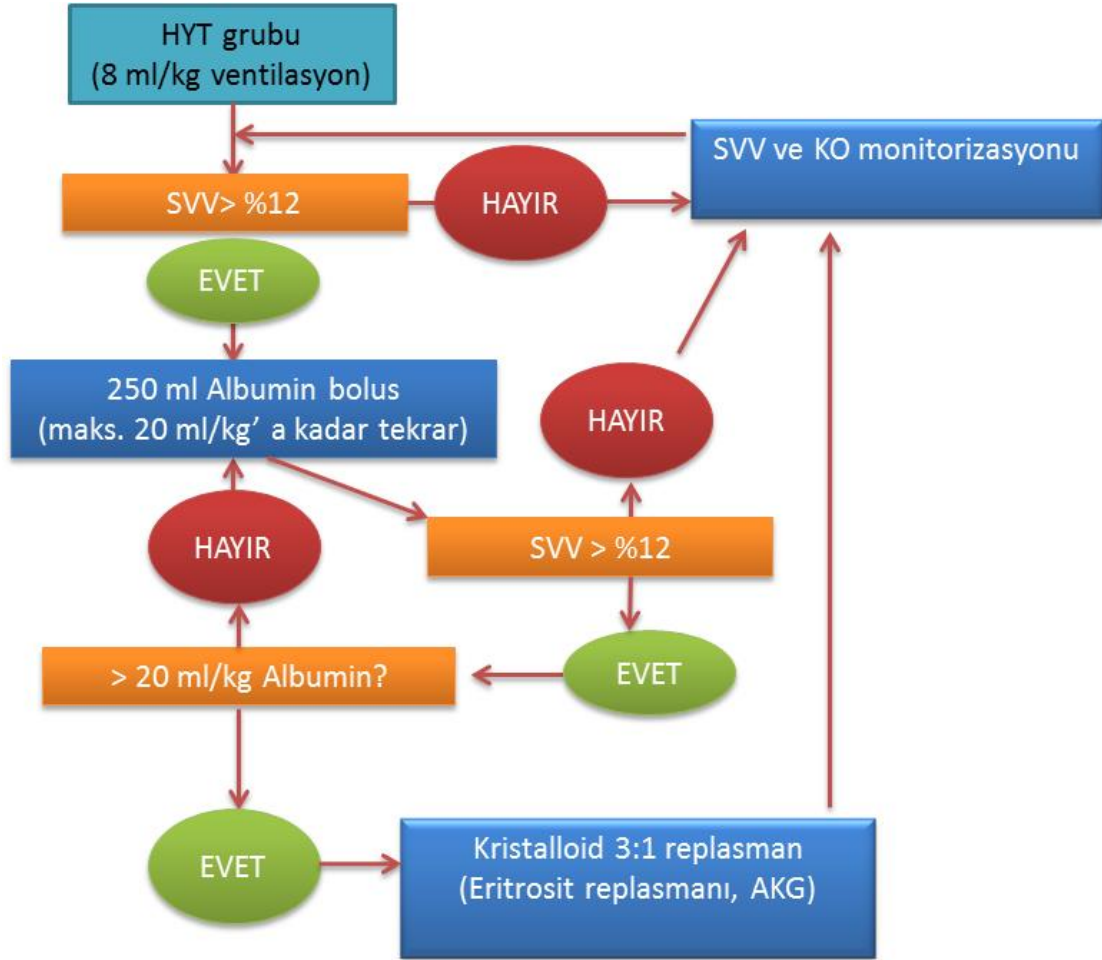 HYT grubu
(8 ml/kg ventilasyon)
SVV ve KO monitorizasyonu
SVV> %12
HAYIR
EVET
250 ml Albumin bolus
(maks. 20 ml/kg’ a kadar tekrar)
HAYIR
HAYIR
SVV > %12
EVET
> 20 ml/kg Albumin?
EVET
Kristalloid 3:1 replasman
(Eritrosit replasmanı, AKG)